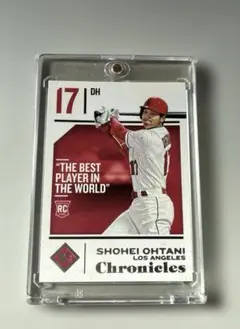 17
DH
"THE BEST
PLAYER IN
THE WORLD"
RC
SHOHEI OHTANI
LOS ANGELES
Chronicles